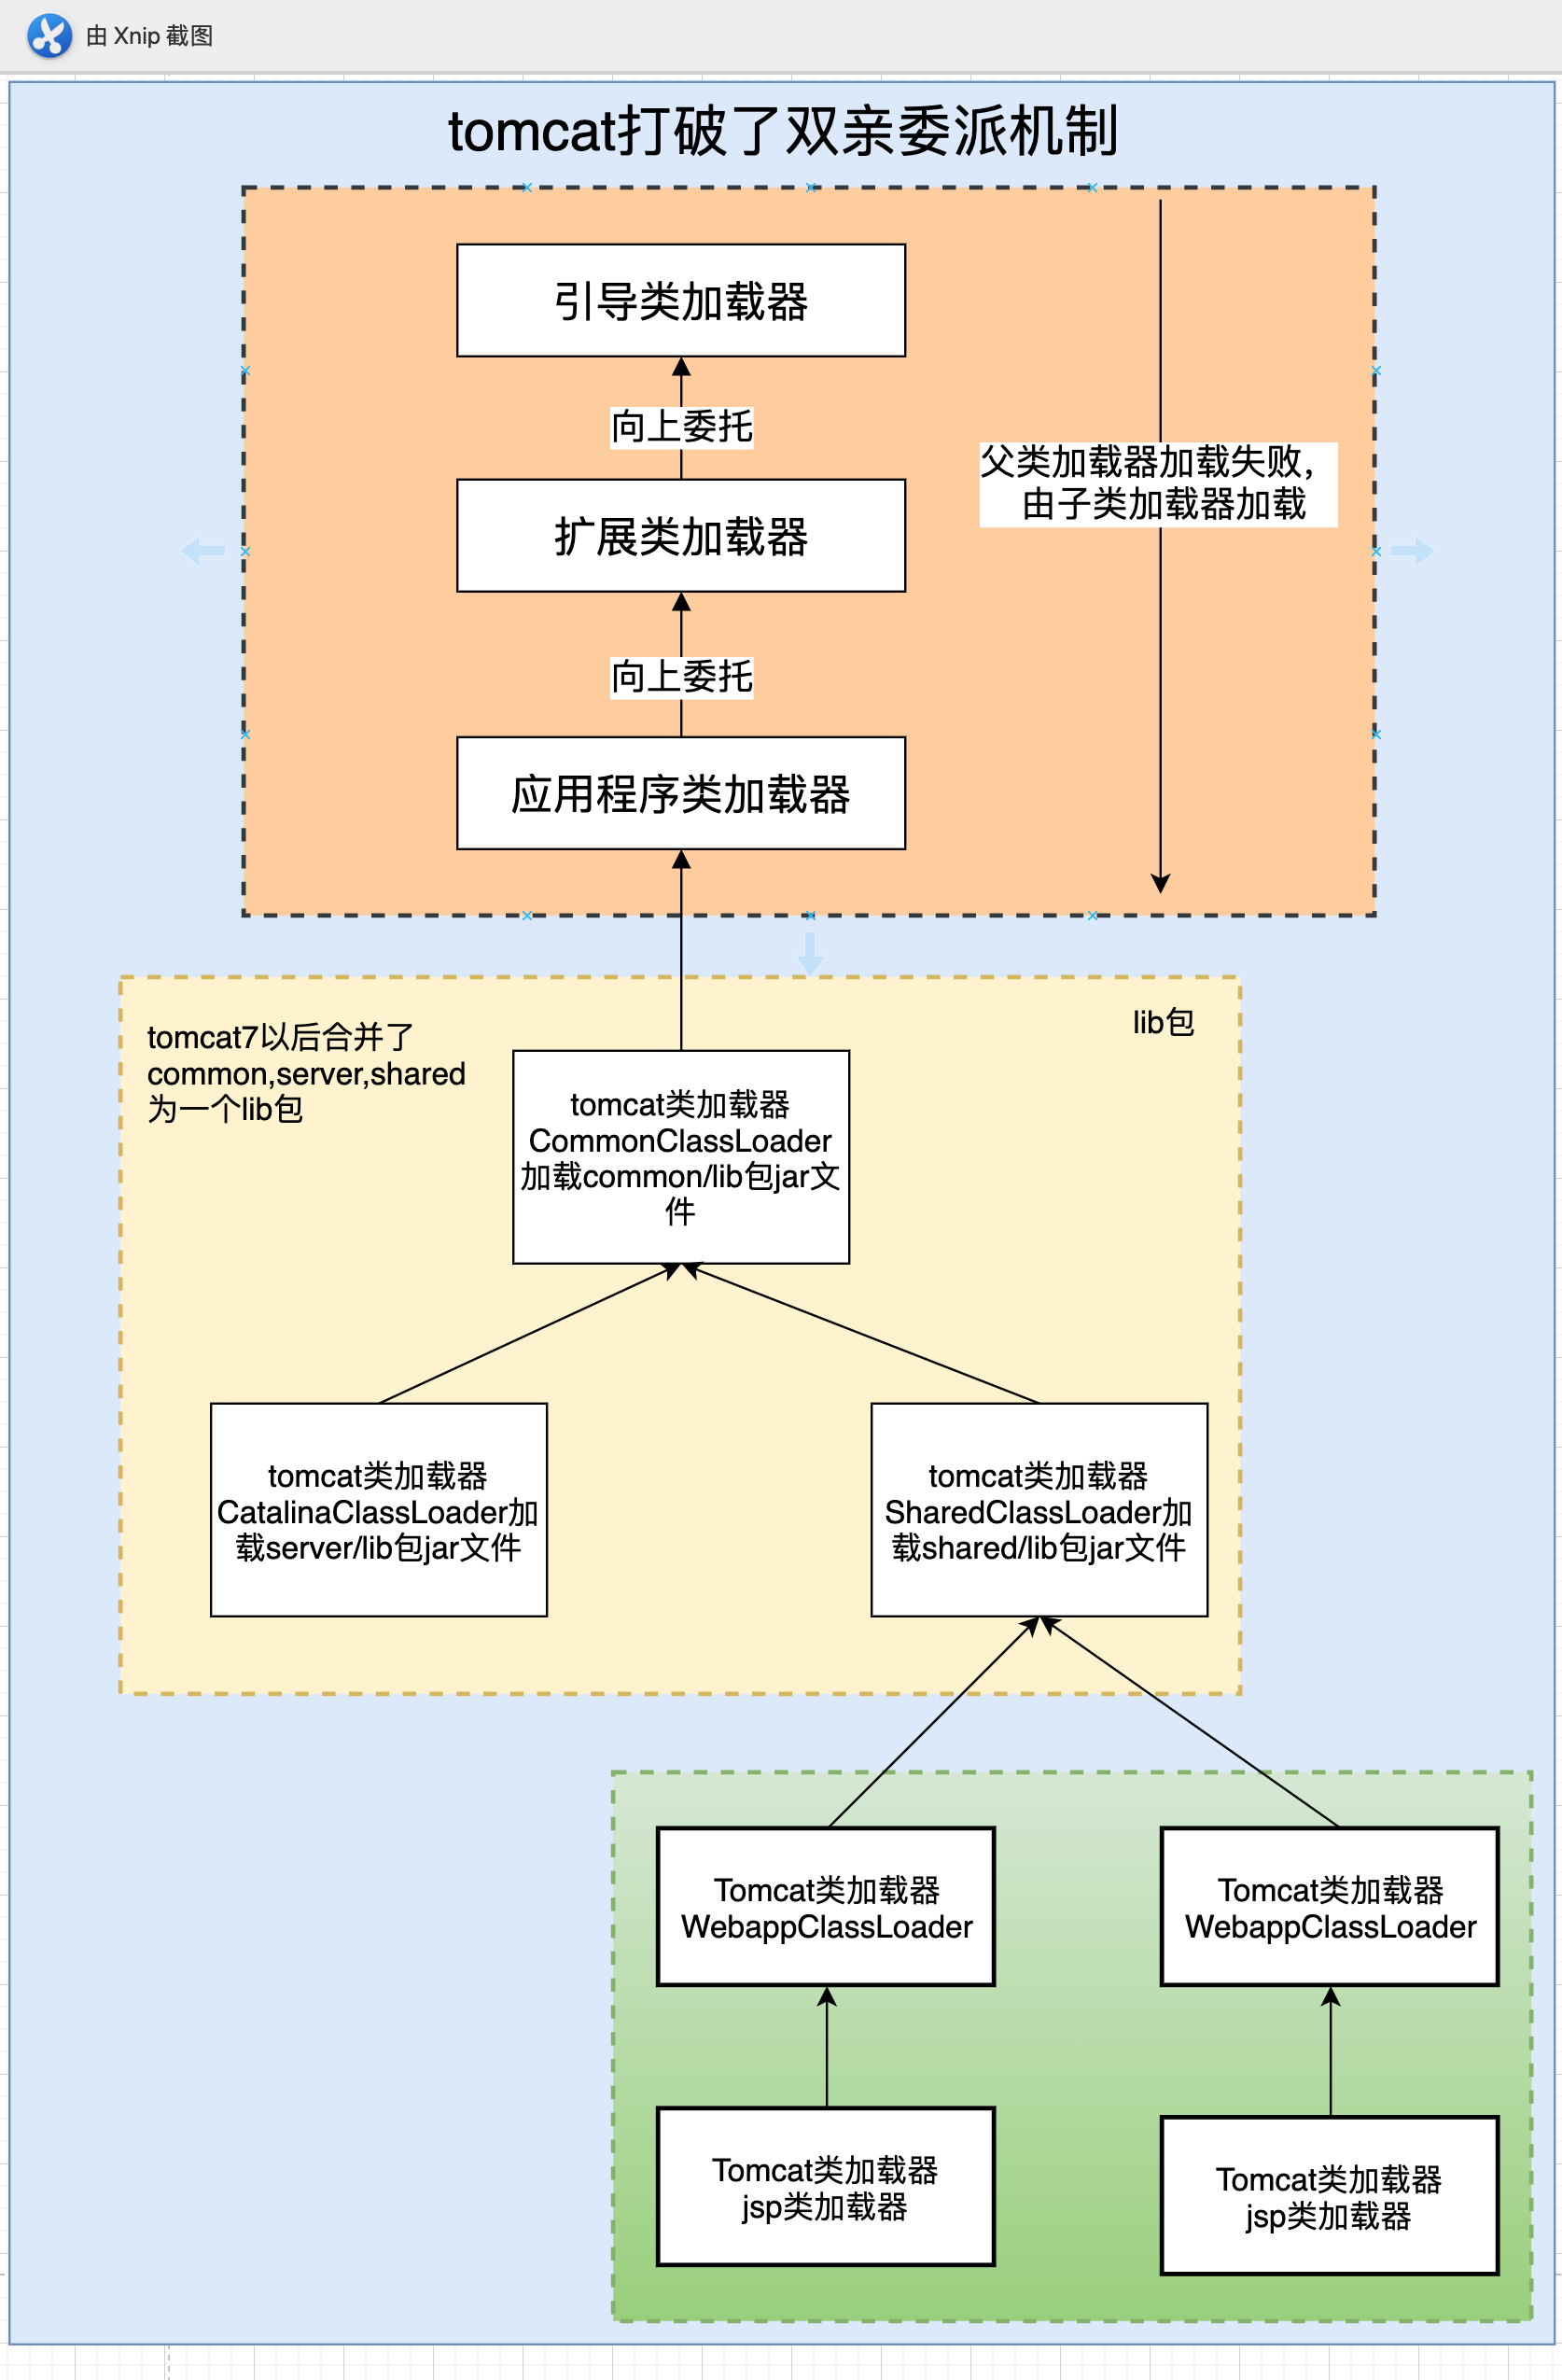 由 Xnip 截图
tomcat打破了双亲委派机制
引导类加载器
向上委托
父类加载器加载失败，
由子类加载器加载
扩展类加载器
向上委托
应用程序类加载器
lib包
tomcat7以后合并了
common,server,shared
为一个lib包
tomcat类加载器
CommonClassLoader
加载common/lib包jar文
件
tomcat类加载器
CatalinaClassLoader加
载server/lib包jar文件
tomcat类加载器
SharedClassLoader加
载shared/lib包jar文件
Tomcat类加载器
WebappClassLoader
Tomcat类加载器
WebappClassLoader
Tomcat类加载器
jsp类加载器
Tomcat类加载器
jsp类加载器